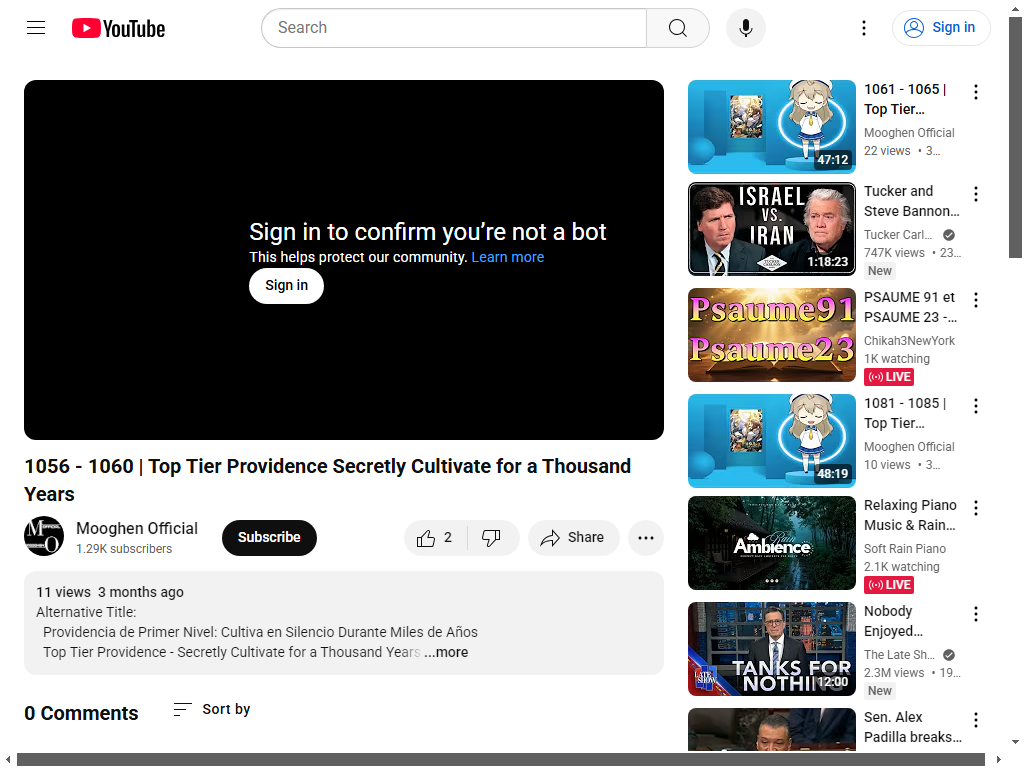 YouTube
Search
Sign in
Sign in to confirm you’re not a bot
This helps protect our community. Learn more
Sign in
1056 - 1060 | Top Tier Providence Secretly Cultivate for a Thousand
Years
Mooghen Official
1.29K subscribers
Subscribe
2
Share
11 views 3 months ago
Alternative Title:
Providencia de Primer Nivel: Cultiva en Silencio Durante Miles de Años
Top Tier Providence - Secretly Cultivate for a Thousand Years ...more
0 Comments
Sort by
47:12
1061 - 1065 |
Top Tier…
Mooghen Official
22 views • 3…
ISRAEL
VS.
IRAN
1:18:23
Tucker and
Steve Bannon…
Tucker Carl…
747K views • 23…
New
Psaume91
Psaume23
PSAUME 91 et
PSAUME 23 -…
Chikah3NewYork
1K watching
LIVE
48:19
1081 - 1085 |
Top Tier…
Mooghen Official
10 views • 3…
Ambience
Relaxing Piano
Music & Rain…
Soft Rain Piano
2.1K watching
LIVE
LATE SHOW
TANKS FOR
NOTHING
12:00
Nobody
Enjoyed…
The Late Sh…
2.3M views • 19…
New
Sen. Alex
Padilla breaks…